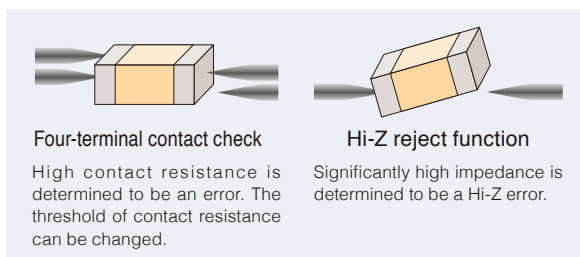 Four-terminal contact check
High contact resistance is
determined to be an error. The
threshold of contact resistance
can be changed.
Hi-Z reject function
Significantly high impedance is
determined to be a Hi-Z error.